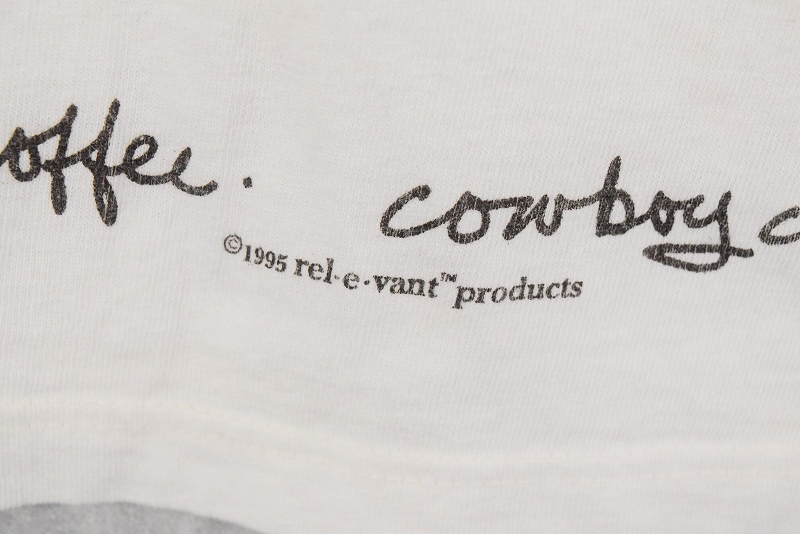 offee. cowboy c
©1995 rel·e·vant™ products